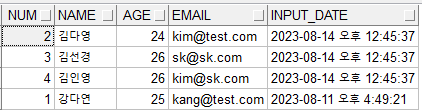 NUM NAME AGE EMAIL INPUT_DATE
2 김다영 24 kim@test.com 2023-08-14 오후 12:45:37
3 김선경 26 sk@sk.com 2023-08-14 오후 12:45:37
4 김인영 26 kim@sk.com 2023-08-14 오후 12:45:37
1 강다연 25 kang@test.com 2023-08-11 오후 4:49:21